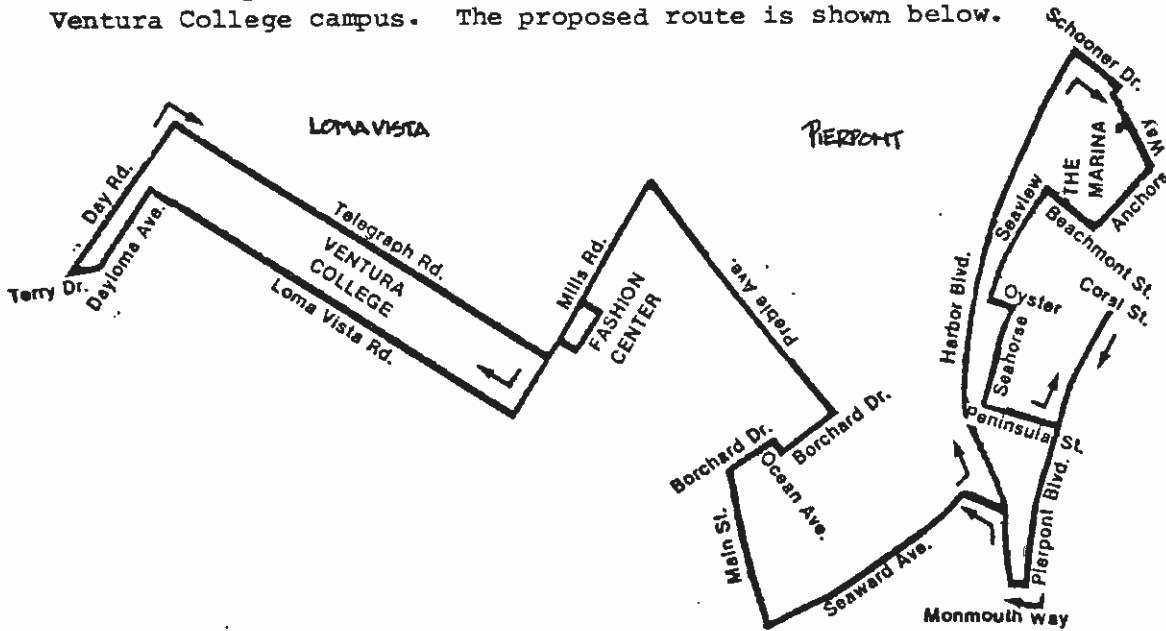 Ventura College campus. The proposed route is shown below.
Schooner Dr.
LOMA VISTA
PIERPONT
THE MARINA
Way
Anchors
Day Rd.
Dayloma Ave.
Terry Dr.
Telegraph Rd.
VENTURA
COLLEGE
Loma Vista Rd.
Mills Rd.
FASHION
CENTER
Preble Ave.
Seaview
Beachmont St.
Harbor Blvd.
Oyster
Coral St.
Seahorse
Peninsula St.
Borchard Dr.
Borchard Dr.
Ocean Ave.
Main St.
Seaward Ave.
Pierpont Blvd.
Monmouth Way